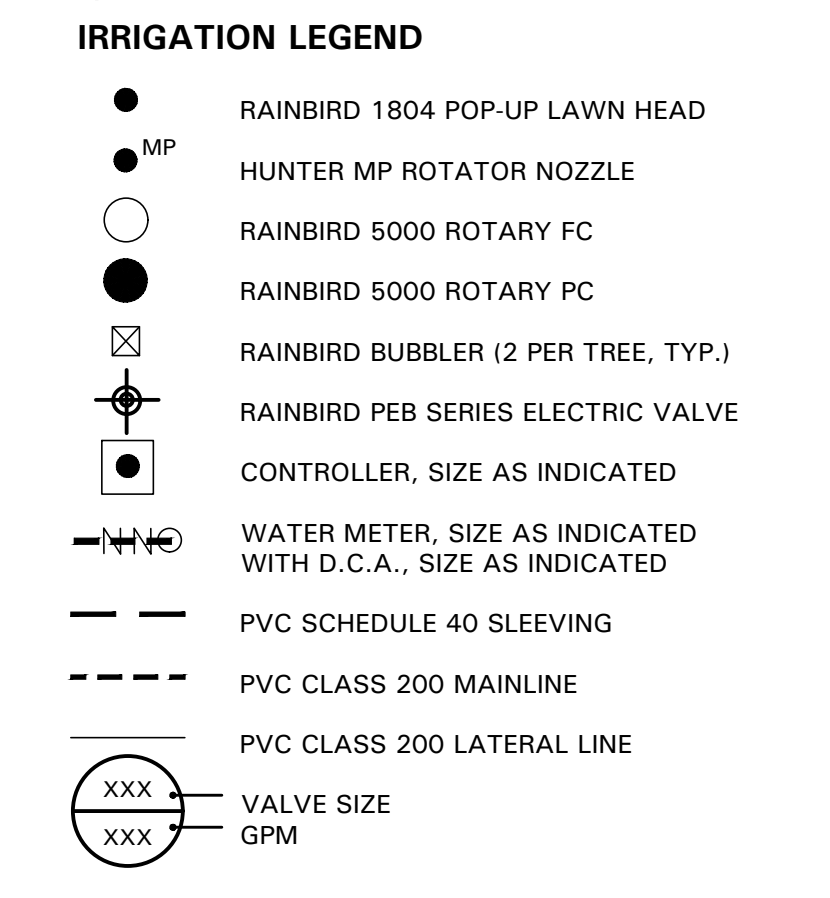 IRRIGATION LEGEND
RAINBIRD 1804 POP-UP LAWN HEAD
MP
HUNTER MP ROTATOR NOZZLE
RAINBIRD 5000 ROTARY FC
RAINBIRD 5000 ROTARY PC
RAINBIRD BUBBLER (2 PER TREE, TYP.)
RAINBIRD PEB SERIES ELECTRIC VALVE
CONTROLLER, SIZE AS INDICATED
WATER METER, SIZE AS INDICATED
WITH D.C.A., SIZE AS INDICATED
PVC SCHEDULE 40 SLEEVING
PVC CLASS 200 MAINLINE
PVC CLASS 200 LATERAL LINE
XXX VALVE SIZE
XXX GPM